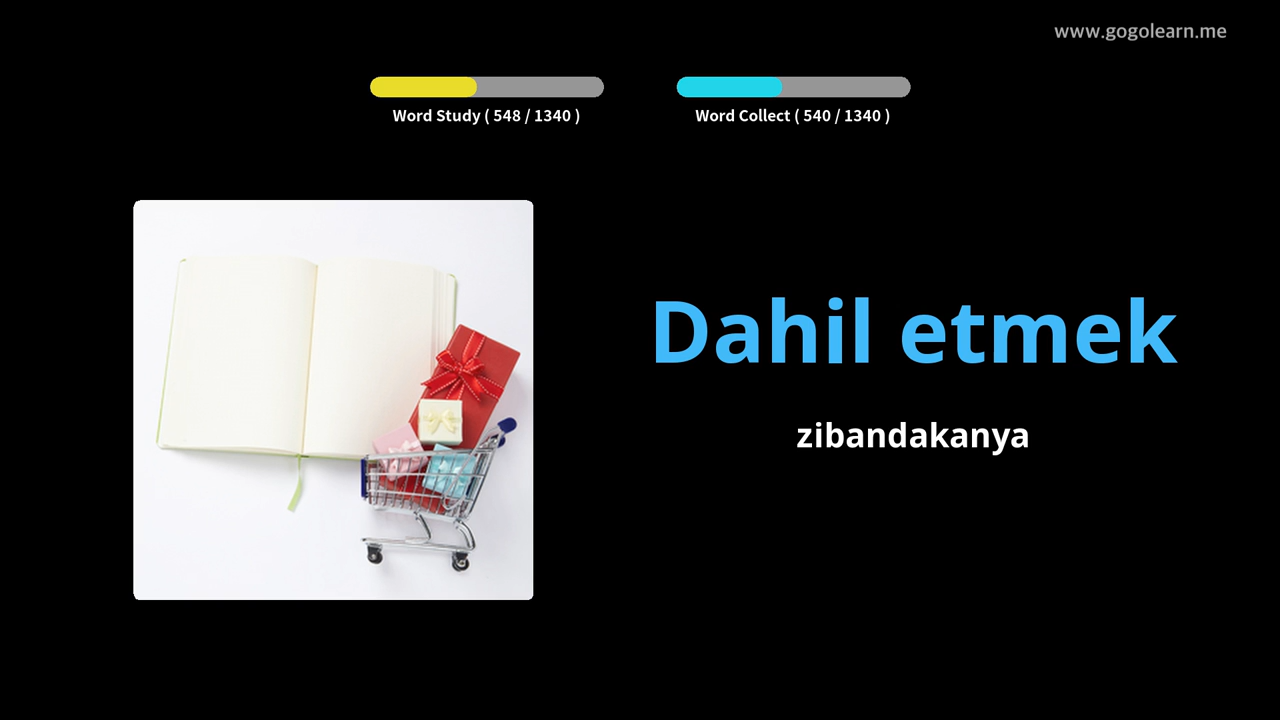 www.gogolearn.me
Word Study ( 548 / 1340 )
Word Collect ( 540 / 1340 )
Dahil etmek
zibandakanya